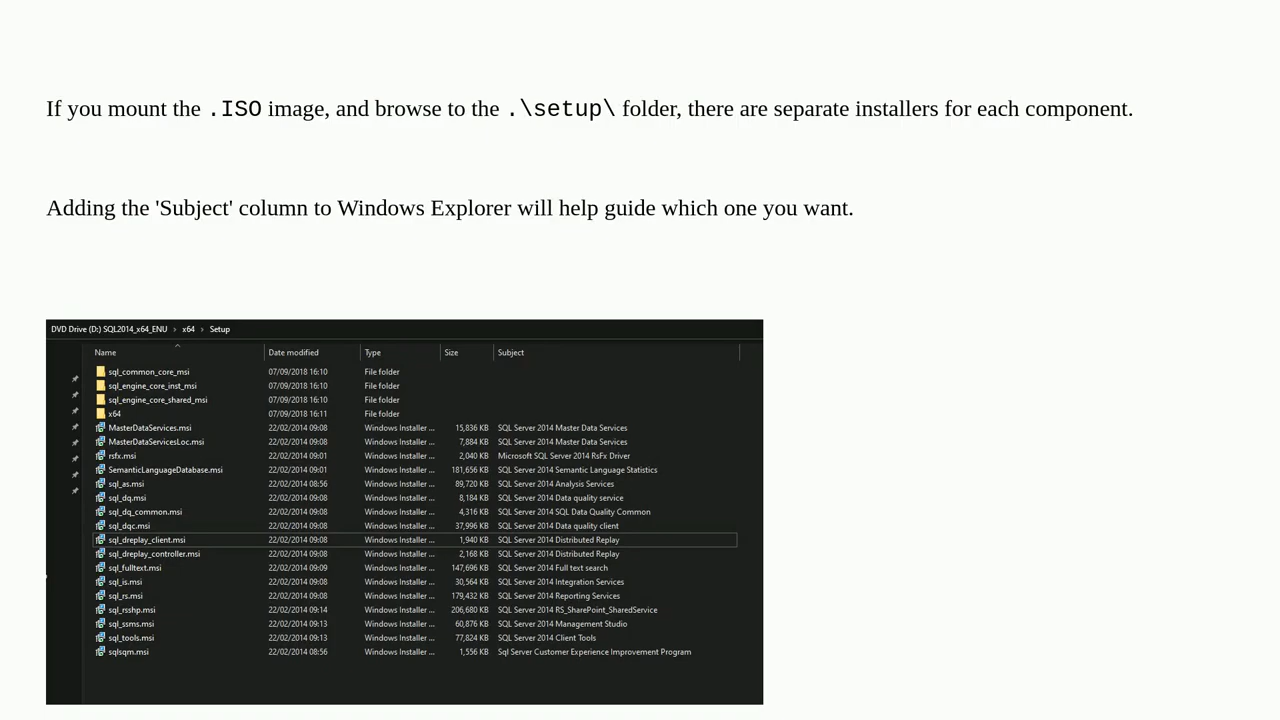 If you mount the .ISO image, and browse to the .\setup\ folder, there are separate installers for each component.
Adding the 'Subject' column to Windows Explorer will help guide which one you want.
DVD Drive (D:) SQL2014_x64_ENU > x64 > Setup
Name Date modified Type Size Subject
sql_common_core_msi 07/09/2018 16:10 File folder
sql_engine_core_inst_msi 07/09/2018 16:10 File folder
sql_engine_core_shared_msi 07/09/2018 16:10 File folder
x64 07/09/2018 16:11 File folder
MasterDataServices.msi 22/02/2014 09:08 Windows Installer ... 15,836 KB SQL Server 2014 Master Data Services
MasterDataServicesLoc.msi 22/02/2014 09:08 Windows Installer ... 7,884 KB SQL Server 2014 Master Data Services
rsfx.msi 22/02/2014 09:01 Windows Installer ... 2,040 KB Microsoft SQL Server 2014 RsFx Driver
SemanticLanguageDatabase.msi 22/02/2014 09:01 Windows Installer ... 181,656 KB SQL Server 2014 Semantic Language Statistics
sql_as.msi 22/02/2014 08:56 Windows Installer ... 89,720 KB SQL Server 2014 Analysis Services
sql_dq.msi 22/02/2014 09:08 Windows Installer ... 8,184 KB SQL Server 2014 Data quality service
sql_dq_common.msi 22/02/2014 09:08 Windows Installer ... 4,316 KB SQL Server 2014 SQL Data Quality Common
sql_dqc.msi 22/02/2014 09:08 Windows Installer ... 37,996 KB SQL Server 2014 Data quality client
sql_dreplay_client.msi 22/02/2014 09:08 Windows Installer ... 1,940 KB SQL Server 2014 Distributed Replay
sql_dreplay_controller.msi 22/02/2014 09:08 Windows Installer ... 2,168 KB SQL Server 2014 Distributed Replay
sql_fulltext.msi 22/02/2014 09:09 Windows Installer ... 147,696 KB SQL Server 2014 Full text search
sql_is.msi 22/02/2014 09:08 Windows Installer ... 30,564 KB SQL Server 2014 Integration Services
sql_rs.msi 22/02/2014 09:08 Windows Installer ... 179,432 KB SQL Server 2014 Reporting Services
sql_rsshp.msi 22/02/2014 09:14 Windows Installer ... 206,680 KB SQL Server 2014 RS_SharePoint_SharedService
sql_ssms.msi 22/02/2014 09:13 Windows Installer ... 60,876 KB SQL Server 2014 Management Studio
sql_tools.msi 22/02/2014 09:13 Windows Installer ... 77,824 KB SQL Server 2014 Client Tools
sqlsqm.msi 22/02/2014 08:56 Windows Installer ... 1,556 KB Sql Server Customer Experience Improvement Program